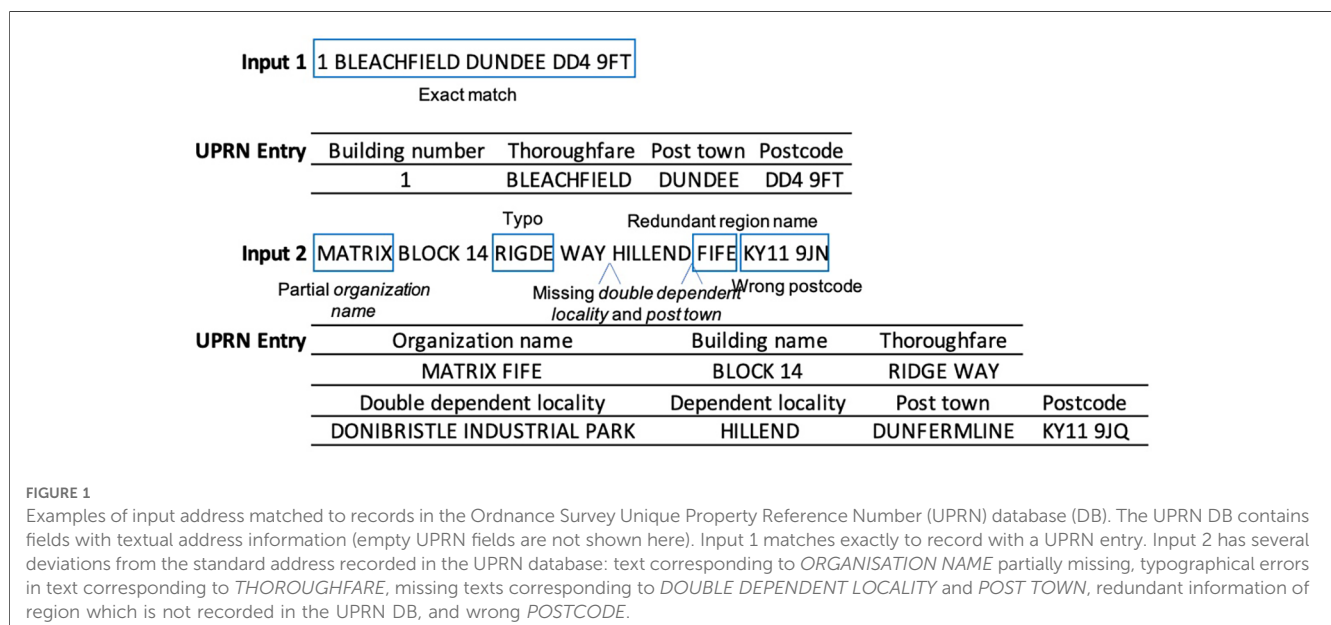 Input 1 1 BLEACHFIELD DUNDEE DD4 9FT
Exact match
UPRN Entry Building number Thoroughfare Post town Postcode
1 BLEACHFIELD DUNDEE DD4 9FT
Typo Redundant region name
Input 2 MATRIX BLOCK 14 RIGDE WAY HILLEND FIFE KY11 9JN
Partial organization name
Missing double dependent locality and post town
Wrong postcode
UPRN Entry Organization name Building name Thoroughfare
MATRIX FIFE BLOCK 14 RIDGE WAY
Double dependent locality Dependent locality Post town Postcode
DONIBRISTLE INDUSTRIAL PARK HILLEND DUNFERMLINE KY11 9JQ
FIGURE 1
Examples of input address matched to records in the Ordnance Survey Unique Property Reference Number (UPRN) database (DB). The UPRN DB contains
fields with textual address information (empty UPRN fields are not shown here). Input 1 matches exactly to record with a UPRN entry. Input 2 has several
deviations from the standard address recorded in the UPRN database: text corresponding to ORGANISATION NAME partially missing, typographical errors
in text corresponding to THOROUGHFARE, missing texts corresponding to DOUBLE DEPENDENT LOCALITY and POST TOWN, redundant information of
region which is not recorded in the UPRN DB, and wrong POSTCODE.